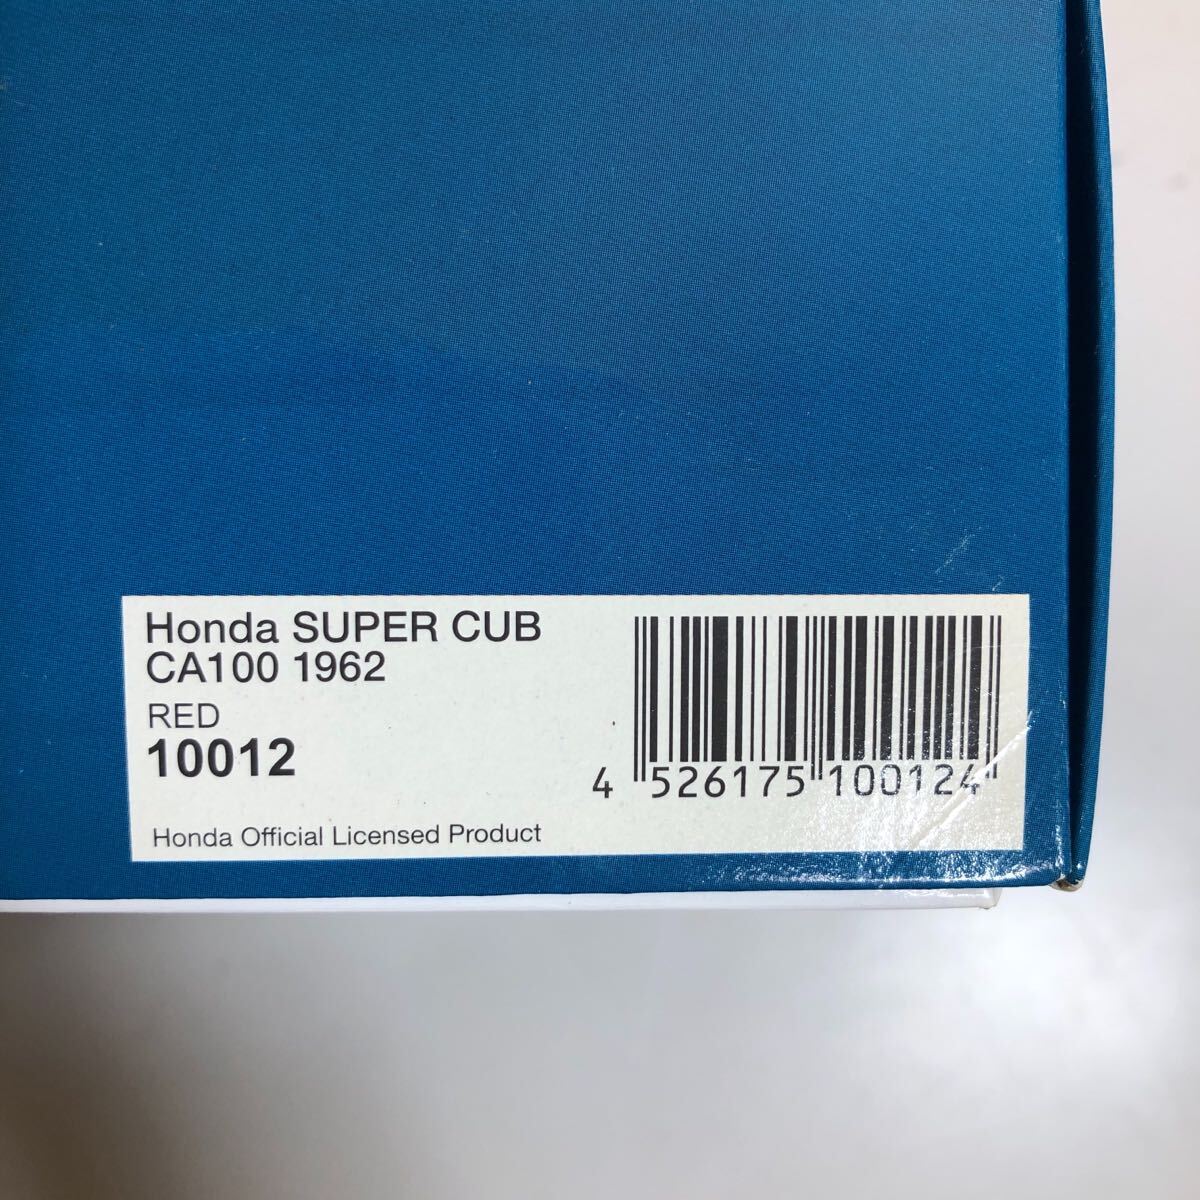 Honda SUPER CUB
CA100 1962
RED
10012
Honda Official Licensed Product
4 526175 100124